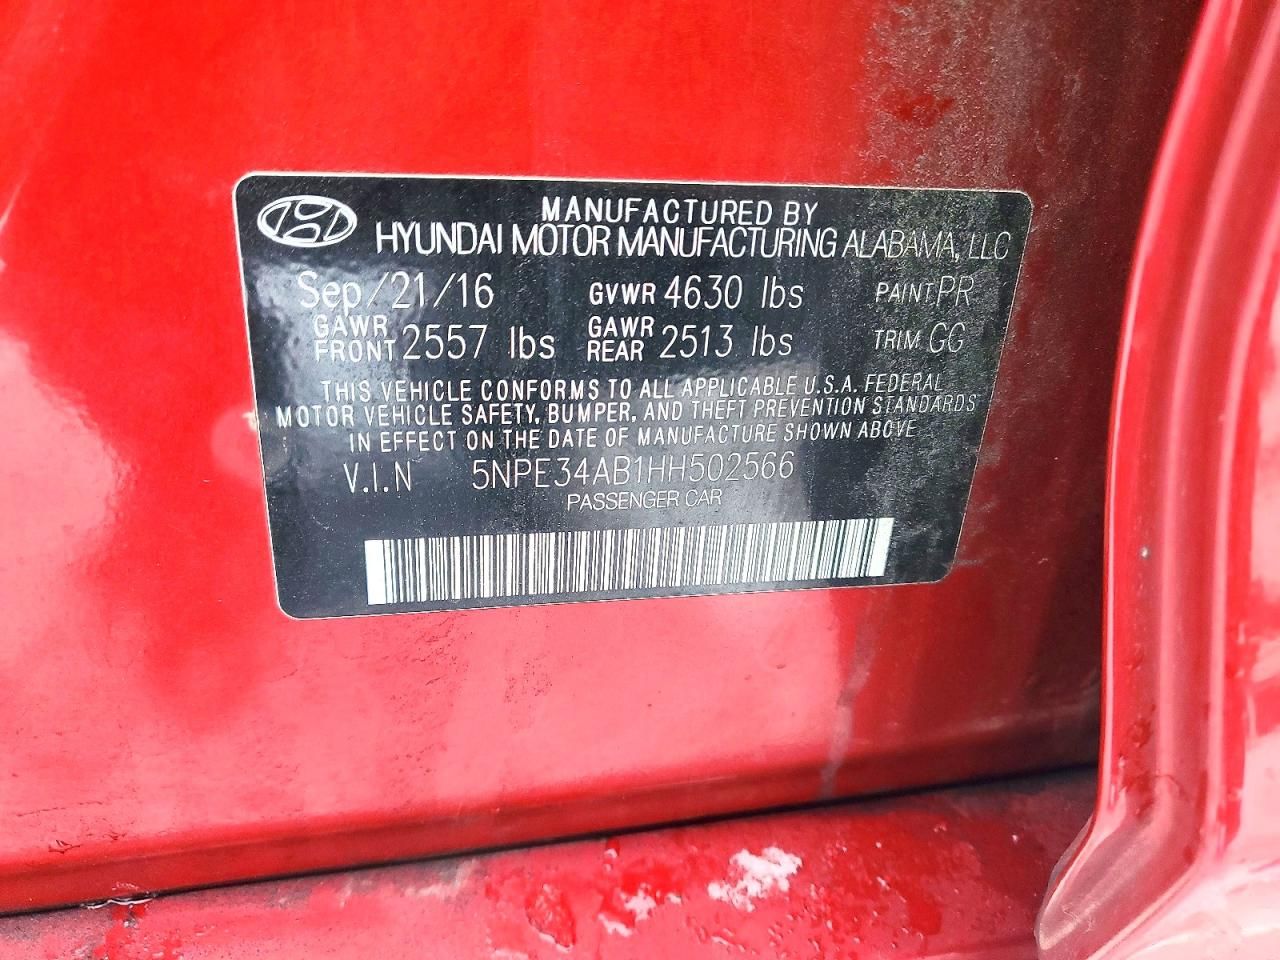 MANUFACTURED BY
HYUNDAI MOTOR MANUFACTURING ALABAMA, LLC
Sep/21/16 GVWR 4630 lbs PAINT PR
GAWR FRONT 2557 lbs GAWR REAR 2513 lbs TRIM GG
THIS VEHICLE CONFORMS TO ALL APPLICABLE U.S.A. FEDERAL
MOTOR VEHICLE SAFETY, BUMPER, AND THEFT PREVENTION STANDARDS
IN EFFECT ON THE DATE OF MANUFACTURE SHOWN ABOVE
V.I.N 5NPE34AB1HH502566
PASSENGER CAR